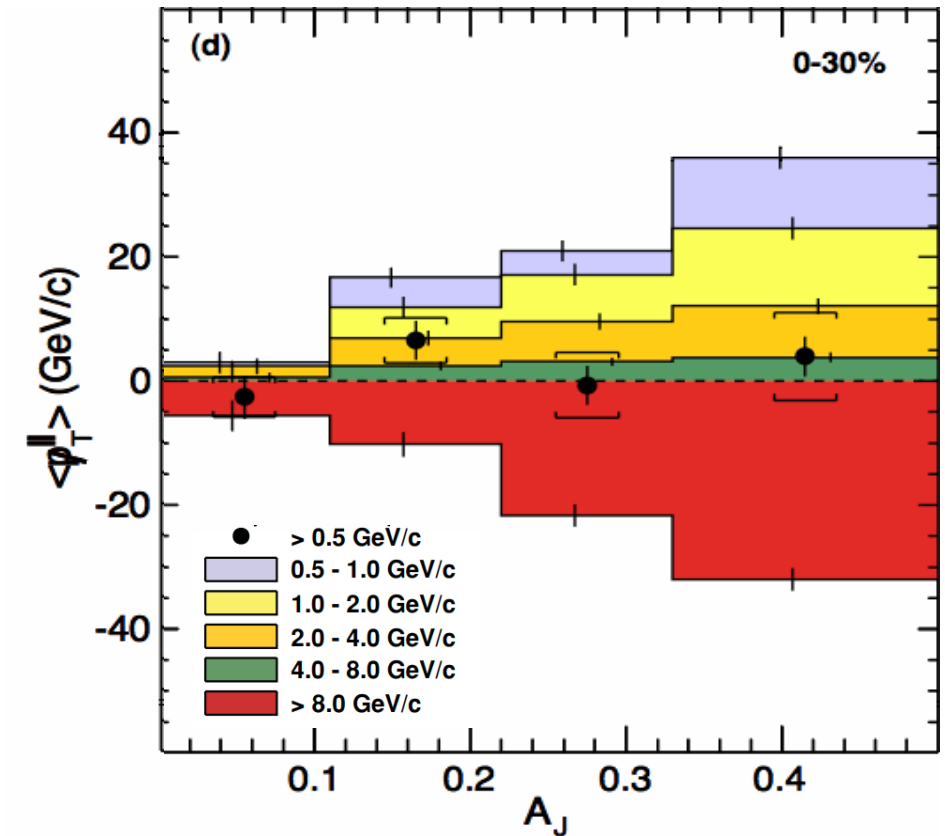 (d)
0-30%
40
20
0
-20
-40
<p̸T||> (GeV/c)
> 0.5 GeV/c
0.5 - 1.0 GeV/c
1.0 - 2.0 GeV/c
2.0 - 4.0 GeV/c
4.0 - 8.0 GeV/c
> 8.0 GeV/c
0.1 0.2 0.3 0.4
AJ